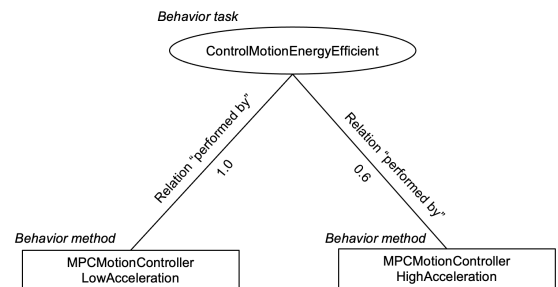 Behavior task
ControlMotionEnergyEfficient
Relation “performed by”
1.0
Relation “performed by”
0.6
Behavior method
MPCMotionController
LowAcceleration
Behavior method
MPCMotionController
HighAcceleration